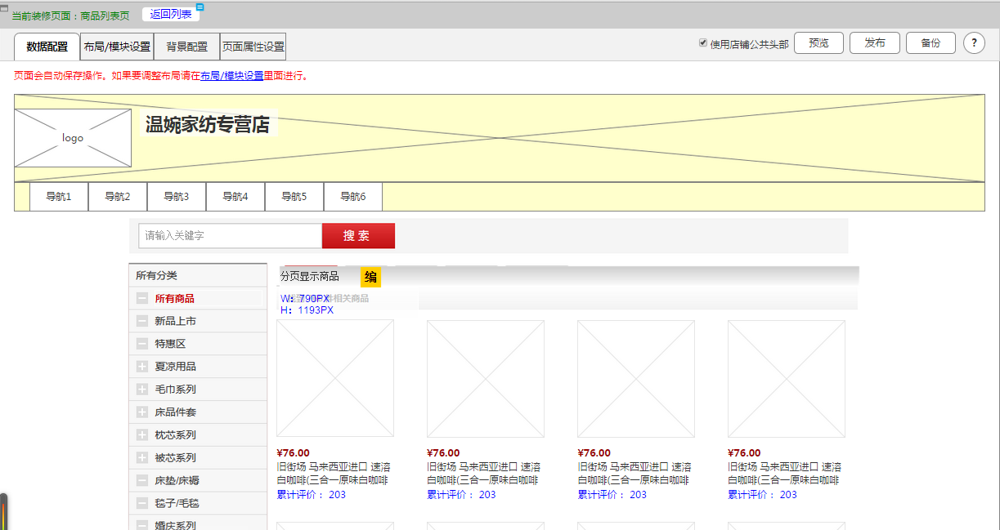 当前装修页面：商品列表页 返回列表
数据配置 布局/模块设置 背景配置 页面属性设置 使用店铺公共头部 预览 发布 备份 ?
页面会自动保存操作。如果要调整布局请在布局/模块设置里面进行。
logo 温婉家纺专营店
导航1 导航2 导航3 导航4 导航5 导航6
请输入关键字 搜 索
所有分类
所有商品
新品上市
特惠区
夏凉用品
毛巾系列
床品件套
枕芯系列
被芯系列
床垫/床褥
毯子/毛毯
婚庆系列
分页显示商品 编
W：790PX 件相关商品
H：1193PX
¥76.00 ¥76.00 ¥76.00 ¥76.00
旧街场 马来西亚进口 速溶 旧街场 马来西亚进口 速溶 旧街场 马来西亚进口 速溶 旧街场 马来西亚进口 速溶
白咖啡(三合一原味白咖啡 白咖啡(三合一原味白咖啡 白咖啡(三合一原味白咖啡 白咖啡(三合一原味白咖啡
累计评价： 203 累计评价： 203 累计评价： 203 累计评价： 203